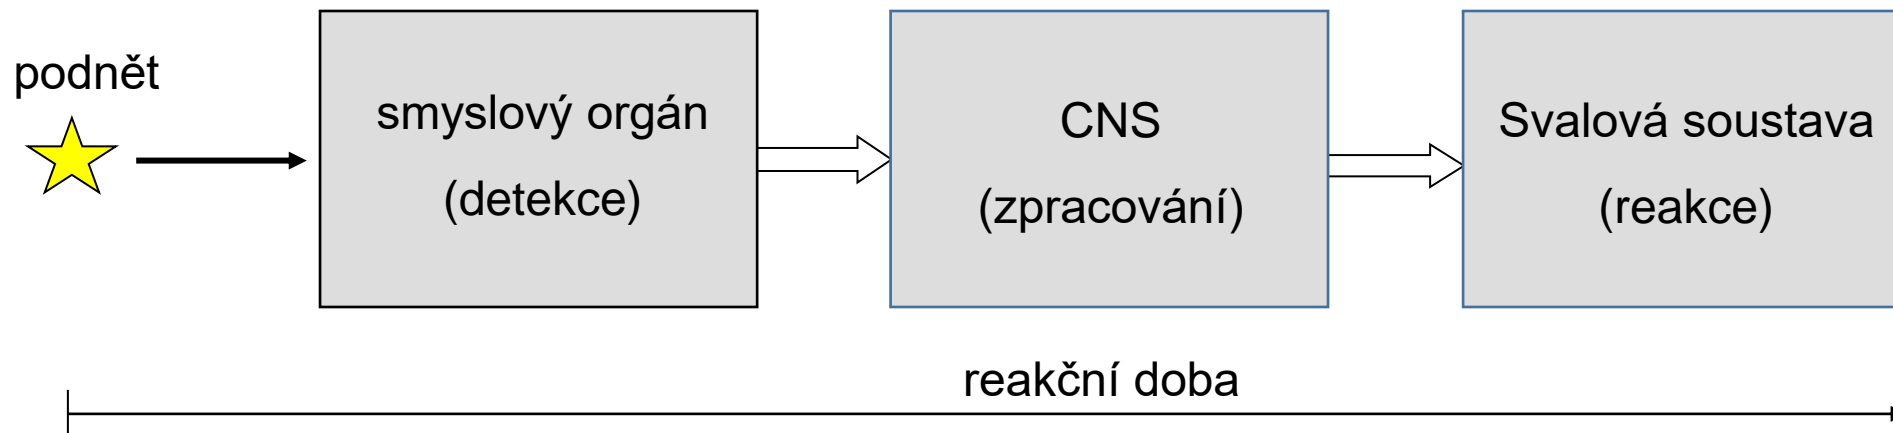 podnět
smyslový orgán
(detekce)
CNS
(zpracování)
Svalová soustava
(reakce)
reakční doba